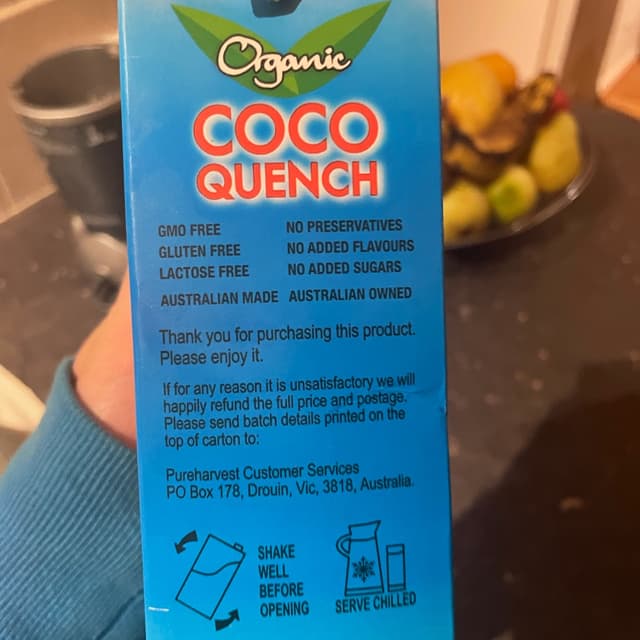 Organic
COCO
QUENCH
GMO FREE NO PRESERVATIVES
GLUTEN FREE NO ADDED FLAVOURS
LACTOSE FREE NO ADDED SUGARS
AUSTRALIAN MADE AUSTRALIAN OWNED
Thank you for purchasing this product.
Please enjoy it.
If for any reason it is unsatisfactory we will
happily refund the full price and postage.
Please send batch details printed on the
top of carton to:
Pureharvest Customer Services
PO Box 178, Drouin, Vic, 3818, Australia.
SHAKE
WELL
BEFORE
OPENING
SERVE CHILLED